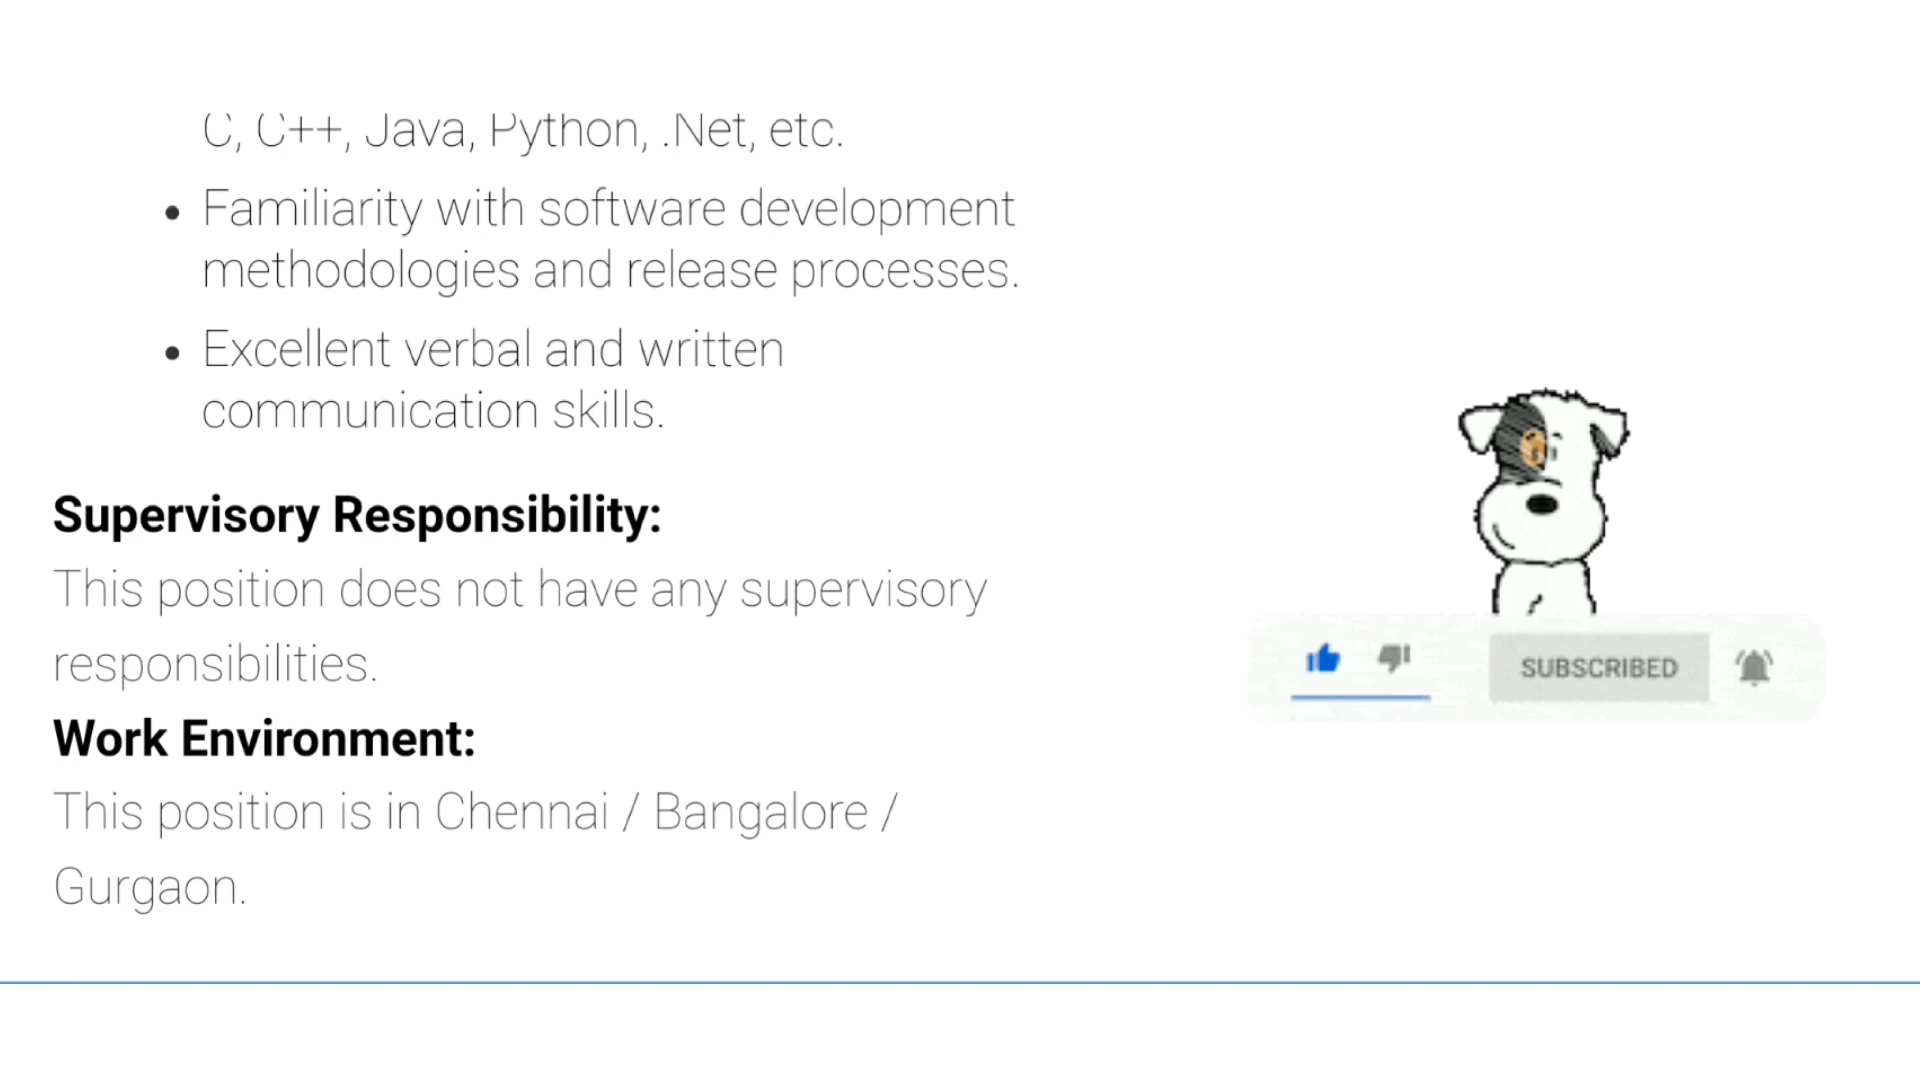 C, C++, Java, Python, .Net, etc.
• Familiarity with software development
methodologies and release processes.
• Excellent verbal and written
communication skills.
Supervisory Responsibility:
This position does not have any supervisory
responsibilities.
Work Environment:
This position is in Chennai / Bangalore /
Gurgaon.
SUBSCRIBED